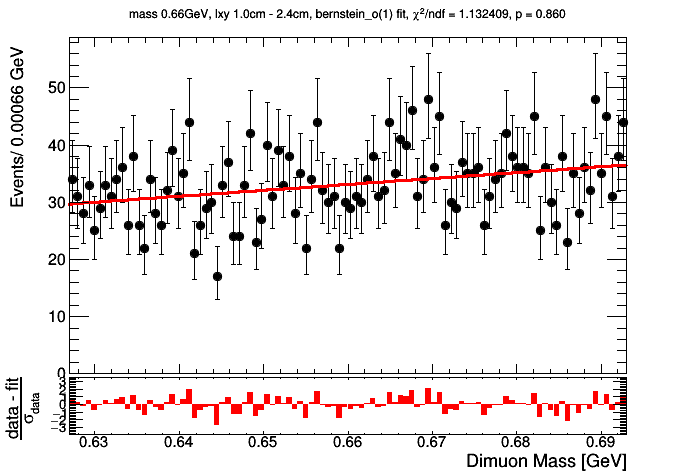 mass 0.66GeV, lxy 1.0cm - 2.4cm, bernstein_o(1) fit, χ²/ndf = 1.132409, p = 0.860
Events/ 0.00066 GeV
50
40
30
20
10
0
data - fit
σdata
3
2
1
0
−1
−2
−3
0.63 0.64 0.65 0.66 0.67 0.68 0.69
Dimuon Mass [GeV]